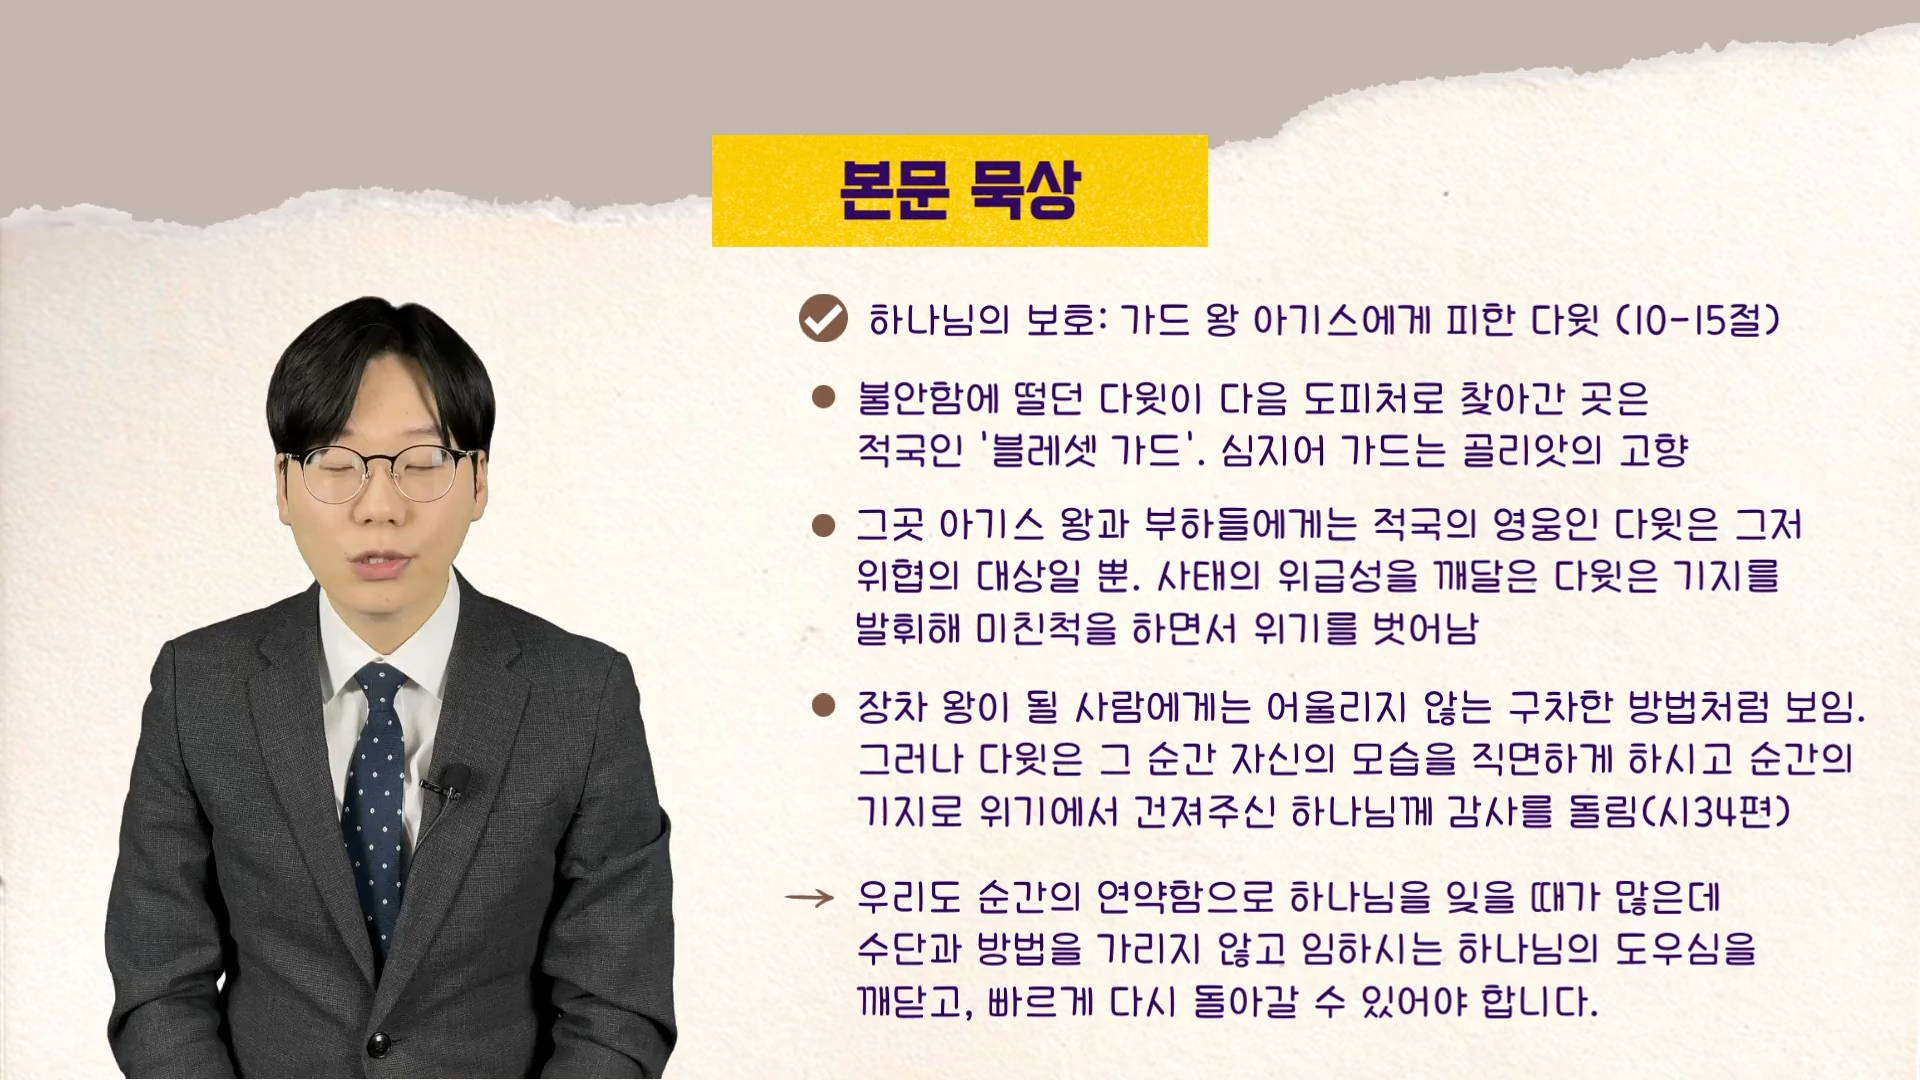 본문 묵상
하나님의 보호: 가드 왕 아기스에게 피한 다윗 (10-15절)
불안함에 떨던 다윗이 다음 도피처로 찾아간 곳은
적국인 '블레셋 가드'. 심지어 가드는 골리앗의 고향
그곳 아기스 왕과 부하들에게는 적국의 영웅인 다윗은 그저
위협의 대상일 뿐. 사태의 위급성을 깨달은 다윗은 기지를
발휘해 미친척을 하면서 위기를 벗어남
장차 왕이 될 사람에게는 어울리지 않는 구차한 방법처럼 보임.
그러나 다윗은 그 순간 자신의 모습을 직면하게 하시고 순간의
기지로 위기에서 건져주신 하나님께 감사를 돌림(시34편)
→ 우리도 순간의 연약함으로 하나님을 잊을 때가 많은데
수단과 방법을 가리지 않고 임하시는 하나님의 도우심을
깨닫고, 빠르게 다시 돌아갈 수 있어야 합니다.